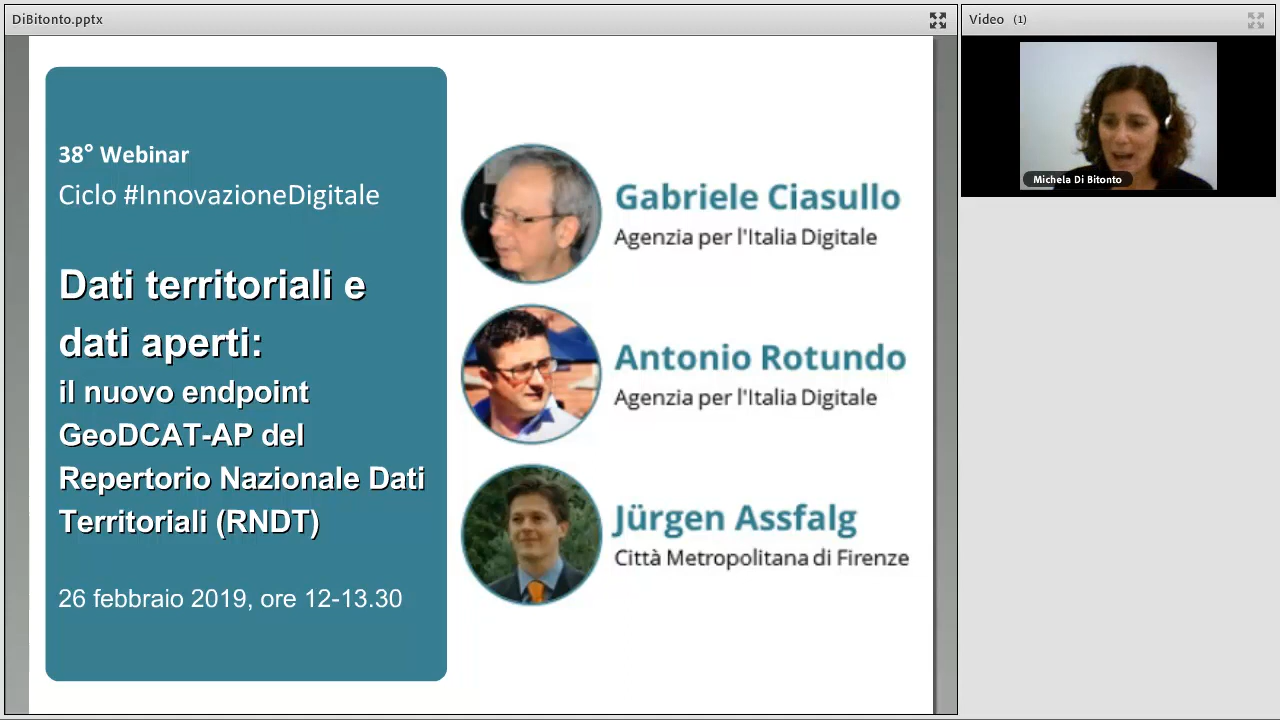 DiBitonto.pptx
38° Webinar
Ciclo #InnovazioneDigitale
Dati territoriali e
dati aperti:
il nuovo endpoint
GeoDCAT-AP del
Repertorio Nazionale Dati
Territoriali (RNDT)
26 febbraio 2019, ore 12-13.30
Gabriele Ciasullo
Agenzia per l'Italia Digitale
Antonio Rotundo
Agenzia per l'Italia Digitale
Jürgen Assfalg
Città Metropolitana di Firenze
Video (1)
Michela Di Bitonto